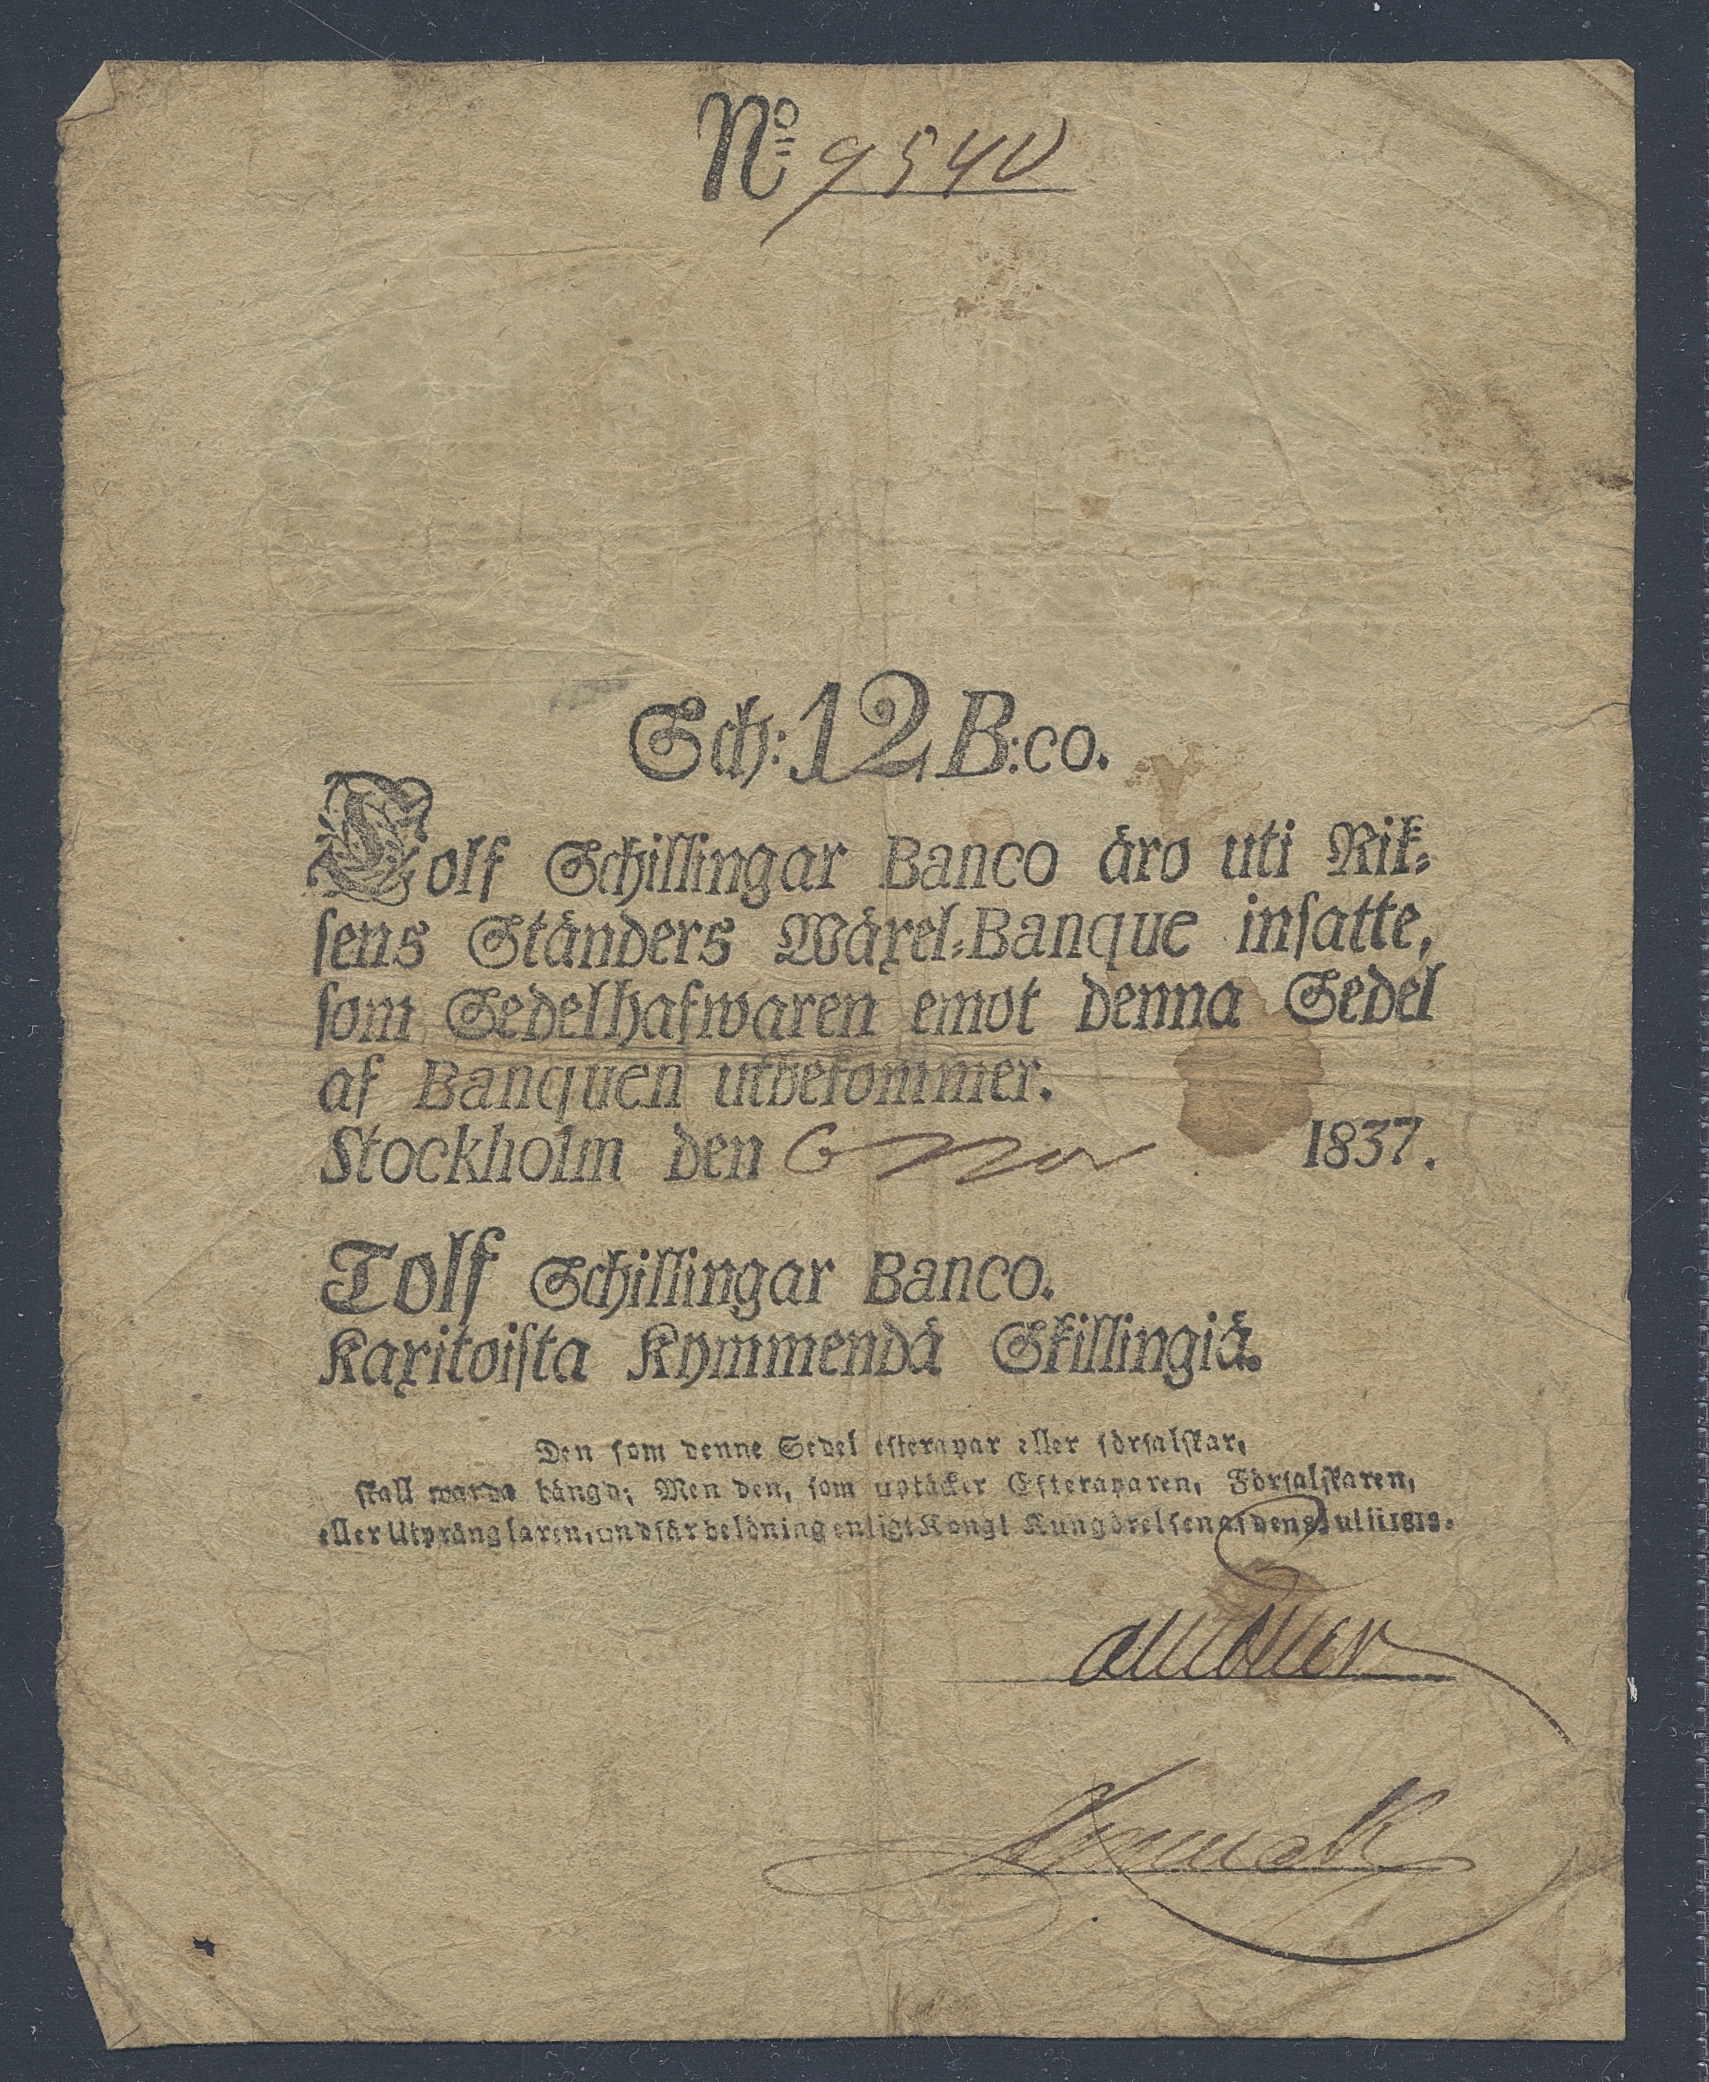 No 9540
Sch: 12 B:co.
Tolf Schillingar Banco äro uti Rik-
sens Ständers Wäxel-Banque insatte,
som Sedelhafwaren emot denna Sedel
af Banquen utbekommer.
Stockholm den 6 Nov 1837.
Tolf Schillingar Banco.
Kaxitoista Kymmendä Skillingiä.
Den som denne Sedel efterapar eller förfalskar,
skall warda hängd; Men den, som uptäcker Efteraparen, Förfalskaren,
eller Utprånglaren, undfår belöning enligt Kongl Kungörelsen af den Julii 1818.